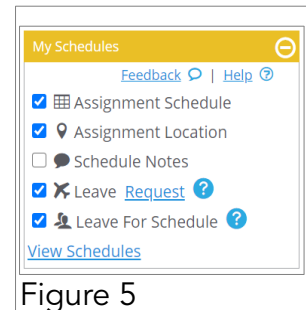 My Schedules
Feedback | Help
Assignment Schedule
Assignment Location
Schedule Notes
Leave Request
Leave For Schedule
View Schedules
Figure 5